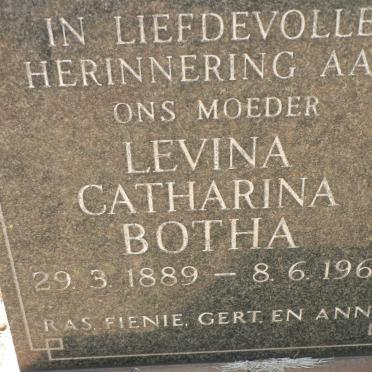 IN LIEFDEVOLLE
HERINNERING AA
ONS MOEDER
LEVINA
CATHARINA
BOTHA
29. 3. 1889 – 8. 6. 196
RAS, FIENIE, GERT, EN ANN